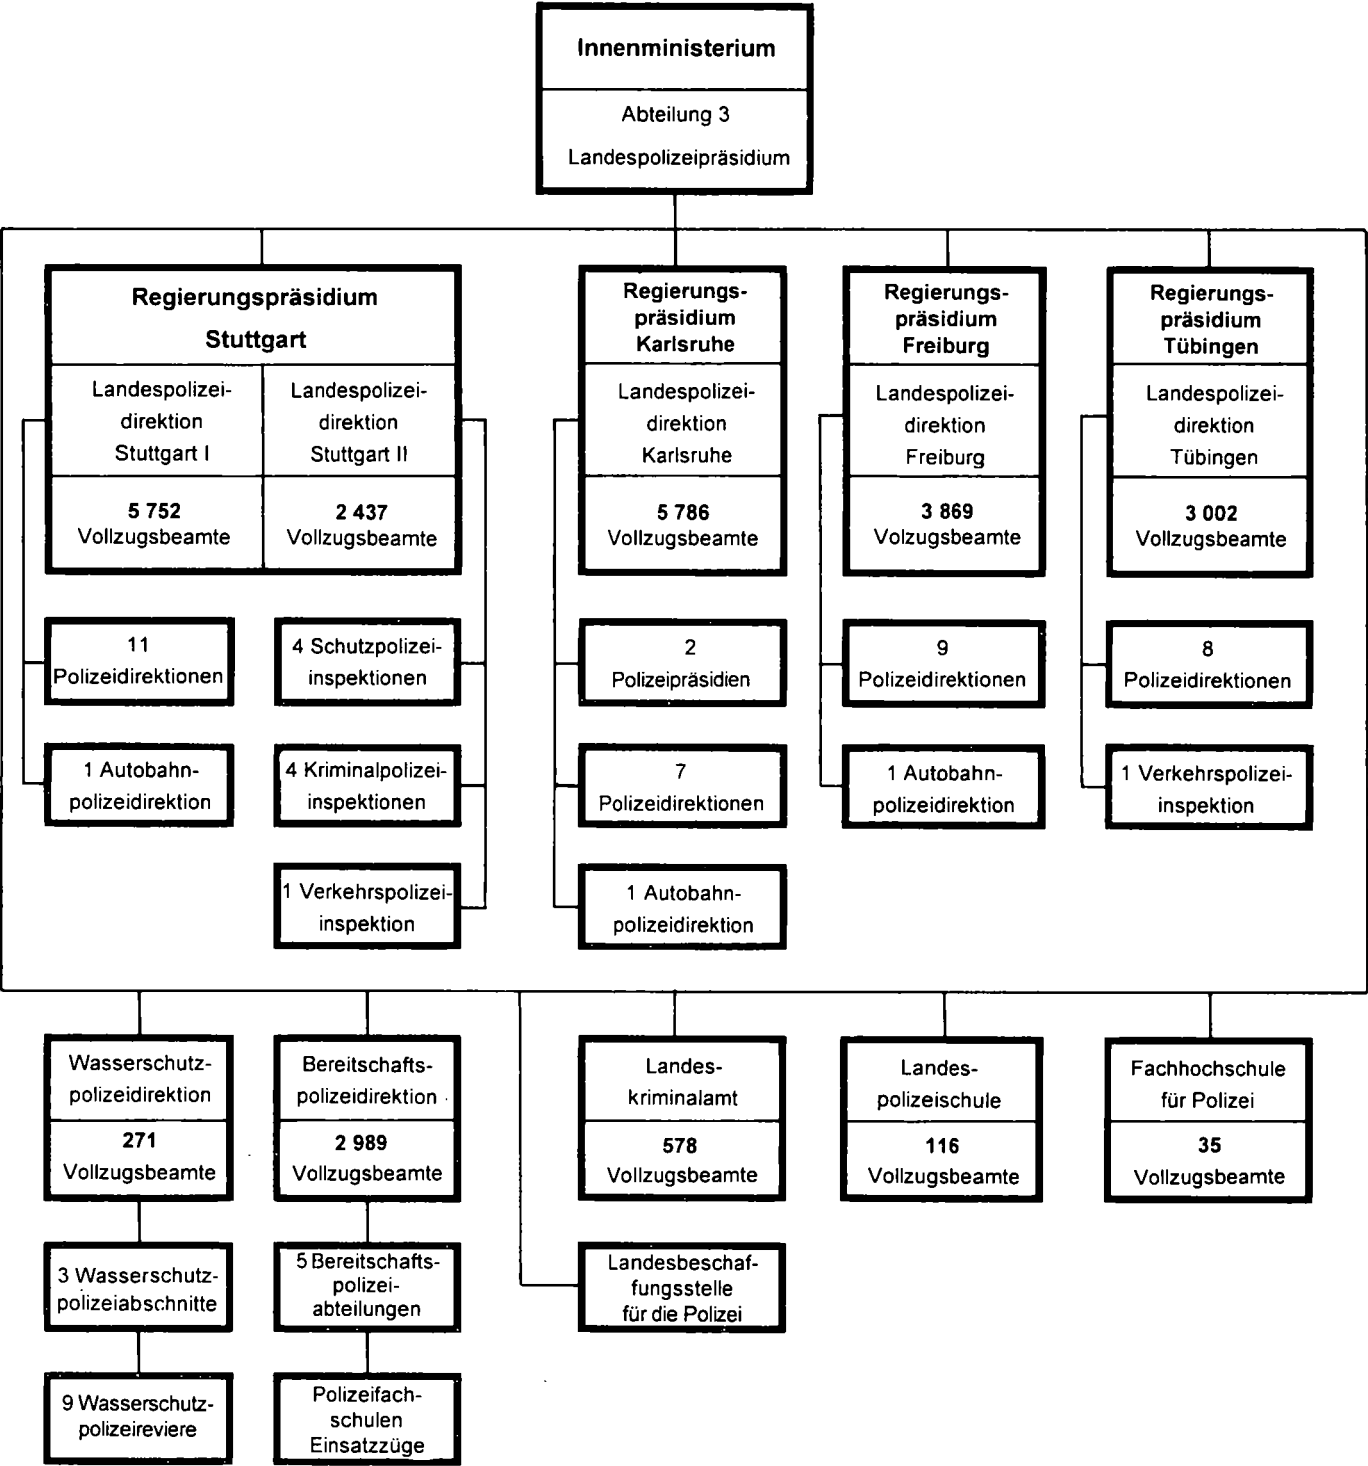 Innenministerium
Abteilung 3
Landespolizeipräsidium
Regierungspräsidium
Stuttgart
Landespolizei-
direktion
Stuttgart I
5 752
Vollzugsbeamte
Landespolizei-
direktion
Stuttgart II
2 437
Vollzugsbeamte
Regierungs-
präsidium
Karlsruhe
Landespolizei-
direktion
Karlsruhe
5 786
Vollzugsbeamte
Regierungs-
präsidium
Freiburg
Landespolizei-
direktion
Freiburg
3 869
Volzugsbeamte
Regierungs-
präsidium
Tübingen
Landespolizei-
direktion
Tübingen
3 002
Vollzugsbeamte
11
Polizeidirektionen
4 Schutzpolizei-
inspektionen
2
Polizeipräsidien
9
Polizeidirektionen
8
Polizeidirektionen
1 Autobahn-
polizeidirektion
4 Kriminalpolizei-
inspektionen
7
Polizeidirektionen
1 Autobahn-
polizeidirektion
1 Verkehrspolizei-
inspektion
1 Verkehrspolizei-
inspektion
1 Autobahn-
polizeidirektion
Wasserschutz-
polizeidirektion
271
Vollzugsbeamte
Bereitschafts-
polizeidirektion
2 989
Vollzugsbeamte
Landes-
kriminalamt
578
Vollzugsbeamte
Landes-
polizeischule
116
Vollzugsbeamte
Fachhochschule
für Polizei
35
Vollzugsbeamte
3 Wasserschutz-
polizeiabschnitte
5 Bereitschafts-
polizei-
abteilungen
Landesbeschaf-
fungsstelle
für die Polizei
9 Wasserschutz-
polizeireviere
Polizeifach-
schulen
Einsatzzüge